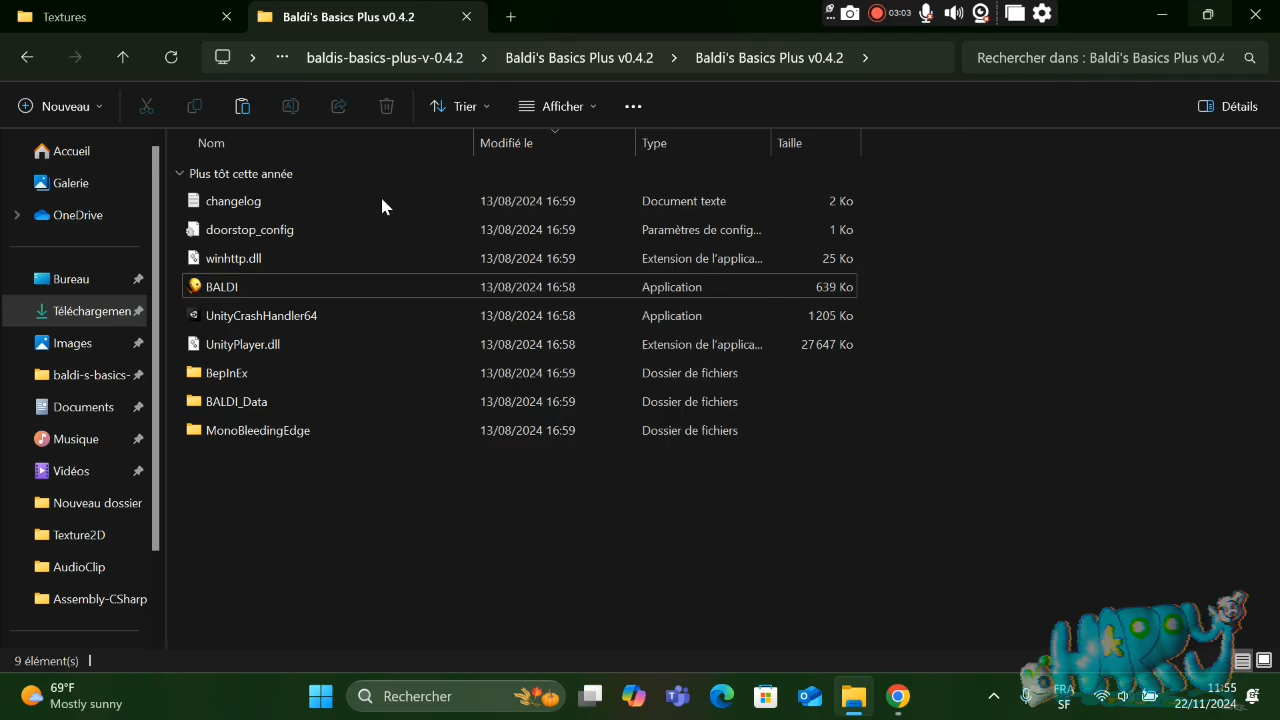 Textures
Baldi's Basics Plus v0.4.2
03:03
baldis-basics-plus-v-0.4.2 Baldi's Basics Plus v0.4.2 Baldi's Basics Plus v0.4.2
Rechercher dans : Baldi's Basics Plus v0.4
Nouveau
Trier
Afficher
Détails
Nom Modifié le Type Taille
Accueil
Galerie
OneDrive
Bureau
Téléchargemen
Images
baldi-s-basics-
Documents
Musique
Vidéos
Nouveau dossier
Texture2D
AudioClip
Assembly-CSharp
Plus tôt cette année
changelog 13/08/2024 16:59 Document texte 2 Ko
doorstop_config 13/08/2024 16:59 Paramètres de config... 1 Ko
winhttp.dll 13/08/2024 16:59 Extension de l'applica... 25 Ko
BALDI 13/08/2024 16:58 Application 639 Ko
UnityCrashHandler64 13/08/2024 16:58 Application 1 205 Ko
UnityPlayer.dll 13/08/2024 16:58 Extension de l'applica... 27 647 Ko
BepInEx 13/08/2024 16:59 Dossier de fichiers
BALDI_Data 13/08/2024 16:59 Dossier de fichiers
MonoBleedingEdge 13/08/2024 16:59 Dossier de fichiers
9 élément(s)
HARRY
69°F
Mostly sunny
Rechercher
FRA
SF
11:55
22/11/2024